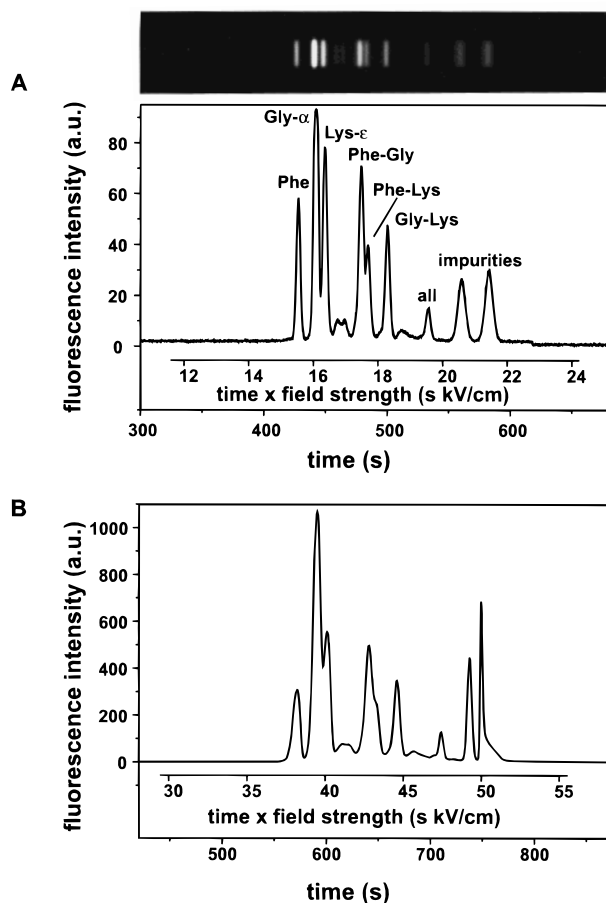 A
fluorescence intensity (a.u.)
80
60
40
20
0
Gly-α
Lys-ε
Phe
Phe-Gly
Phe-Lys
Gly-Lys
all
impurities
12 14 16 18 20 22 24
time x field strength (s kV/cm)
300 400 500 600
time (s)
B
fluorescence intensity (a.u.)
1000
800
600
400
200
0
30 35 40 45 50 55
time x field strength (s kV/cm)
500 600 700 800
time (s)